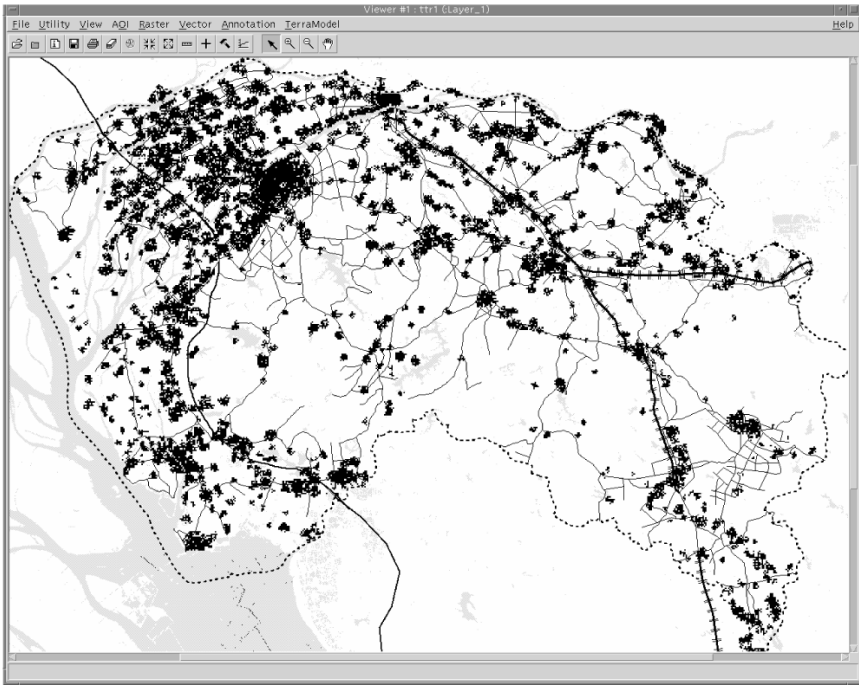 Viewer #1 : ttr1 (:Layer_1)
File Utility View AOI Raster Vector Annotation TerraModel Help